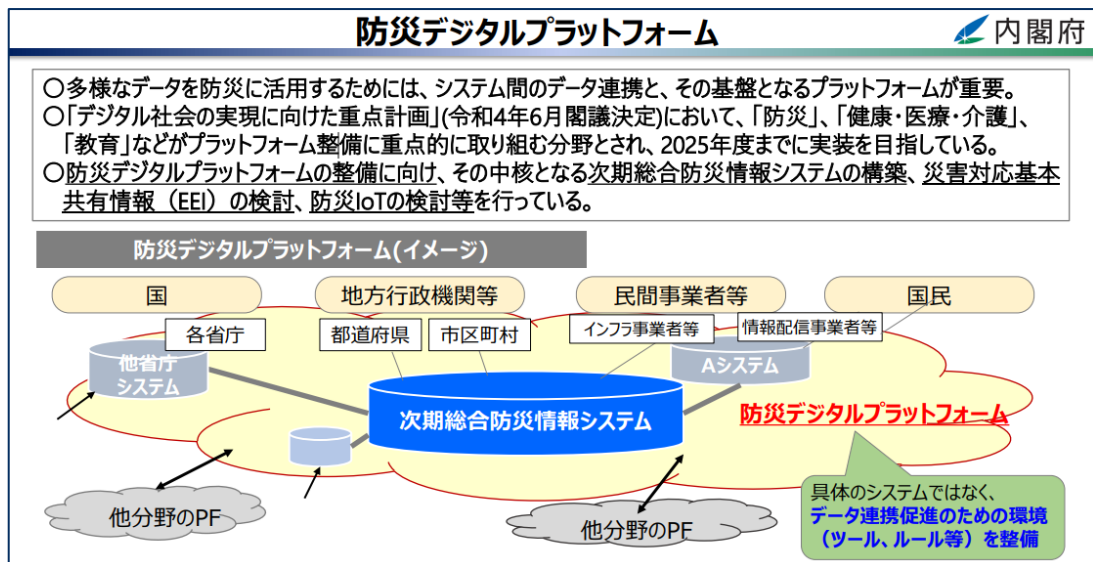 防災デジタルプラットフォーム
内閣府
〇多様なデータを防災に活用するためには、システム間のデータ連携と、その基盤となるプラットフォームが重要。
〇「デジタル社会の実現に向けた重点計画」(令和4年6月閣議決定)において、「防災」、「健康・医療・介護」、
「教育」などがプラットフォーム整備に重点的に取り組む分野とされ、2025年度までに実装を目指している。
〇防災デジタルプラットフォームの整備に向け、その中核となる次期総合防災情報システムの構築、災害対応基本
共有情報（EEI）の検討、防災IoTの検討等を行っている。
防災デジタルプラットフォーム(イメージ)
国
地方行政機関等
民間事業者等
国民
各省庁
都道府県
市区町村
インフラ事業者等
情報配信事業者等
他省庁
システム
Aシステム
次期総合防災情報システム
防災デジタルプラットフォーム
他分野のPF
他分野のPF
具体のシステムではなく、
データ連携促進のための環境
（ツール、ルール等）を整備